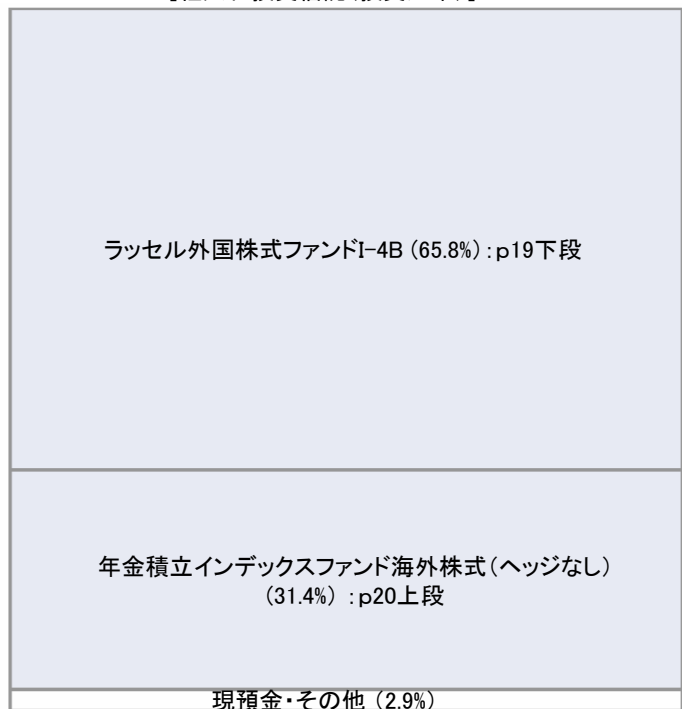 ラッセル外国株式ファンドI-4B (65.8%):p19下段
年金積立インデックスファンド海外株式(ヘッジなし)
(31.4%) :p20上段
現預金・その他 (2.9%)